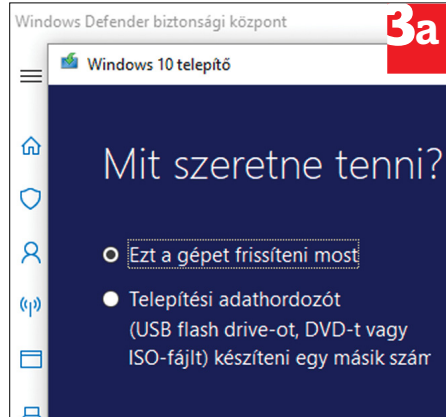 Windows Defender biztonsági központ
3a
Windows 10 telepítő
Mit szeretne tenni?
Ezt a gépet frissíteni most
Telepítési adathordozót
(USB flash drive-ot, DVD-t vagy
ISO-fájlt) készíteni egy másik